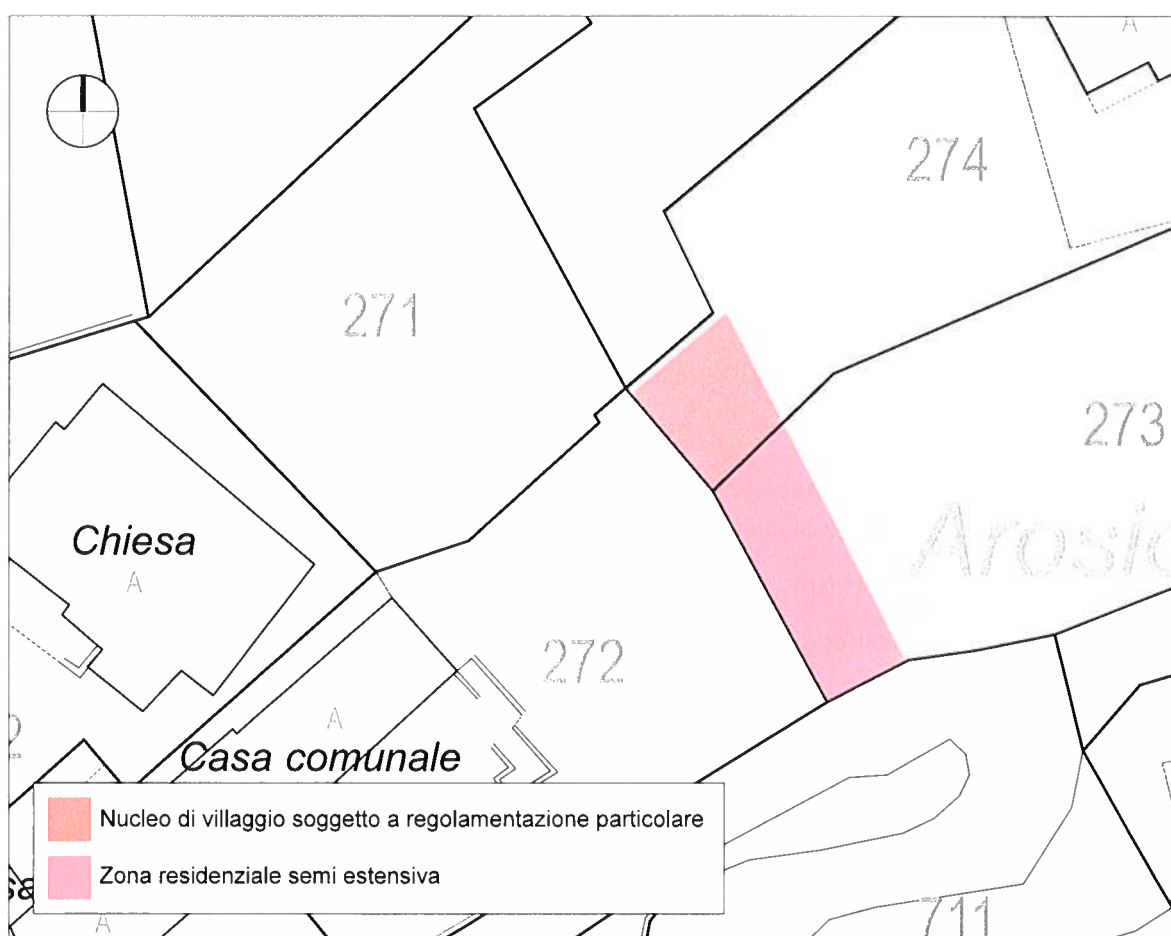 A
274
271
273
Chiesa
A
Arosio
272
A
Casa comunale
Nucleo di villaggio soggetto a regolamentazione particolare
Zona residenziale semi estensiva
711
A